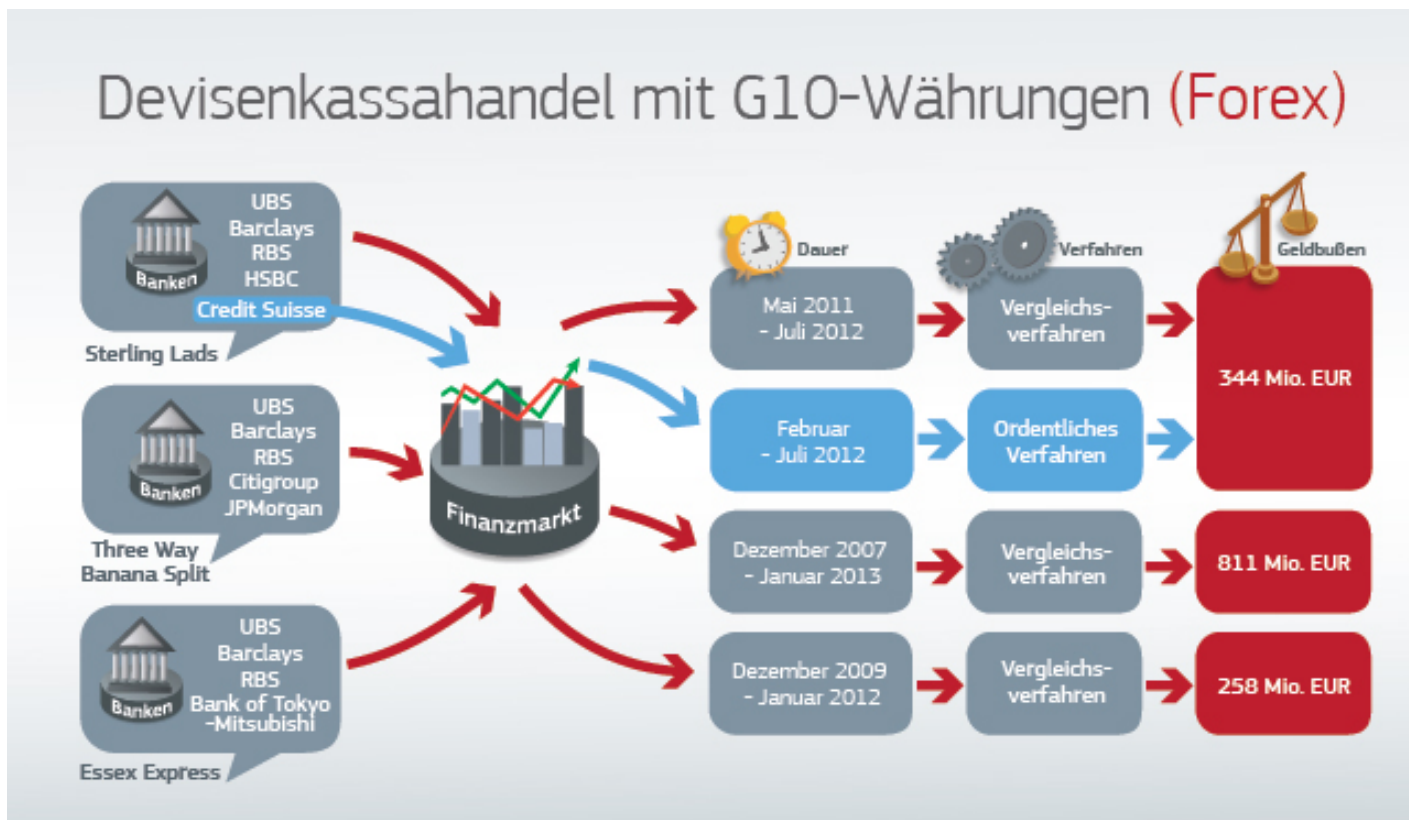 Devisenkassahandel mit G10-Währungen (Forex)
Banken
UBS
Barclays
RBS
HSBC
Credit Suisse
Sterling Lads
Banken
UBS
Barclays
RBS
Citigroup
JPMorgan
Three Way
Banana Split
Banken
UBS
Barclays
RBS
Bank of Tokyo
-Mitsubishi
Essex Express
Finanzmarkt
Dauer
Verfahren
Geldbußen
Mai 2011
- Juli 2012
Vergleichs-
verfahren
344 Mio. EUR
Februar
- Juli 2012
Ordentliches
Verfahren
Dezember 2007
- Januar 2013
Vergleichs-
verfahren
811 Mio. EUR
Dezember 2009
- Januar 2012
Vergleichs-
verfahren
258 Mio. EUR